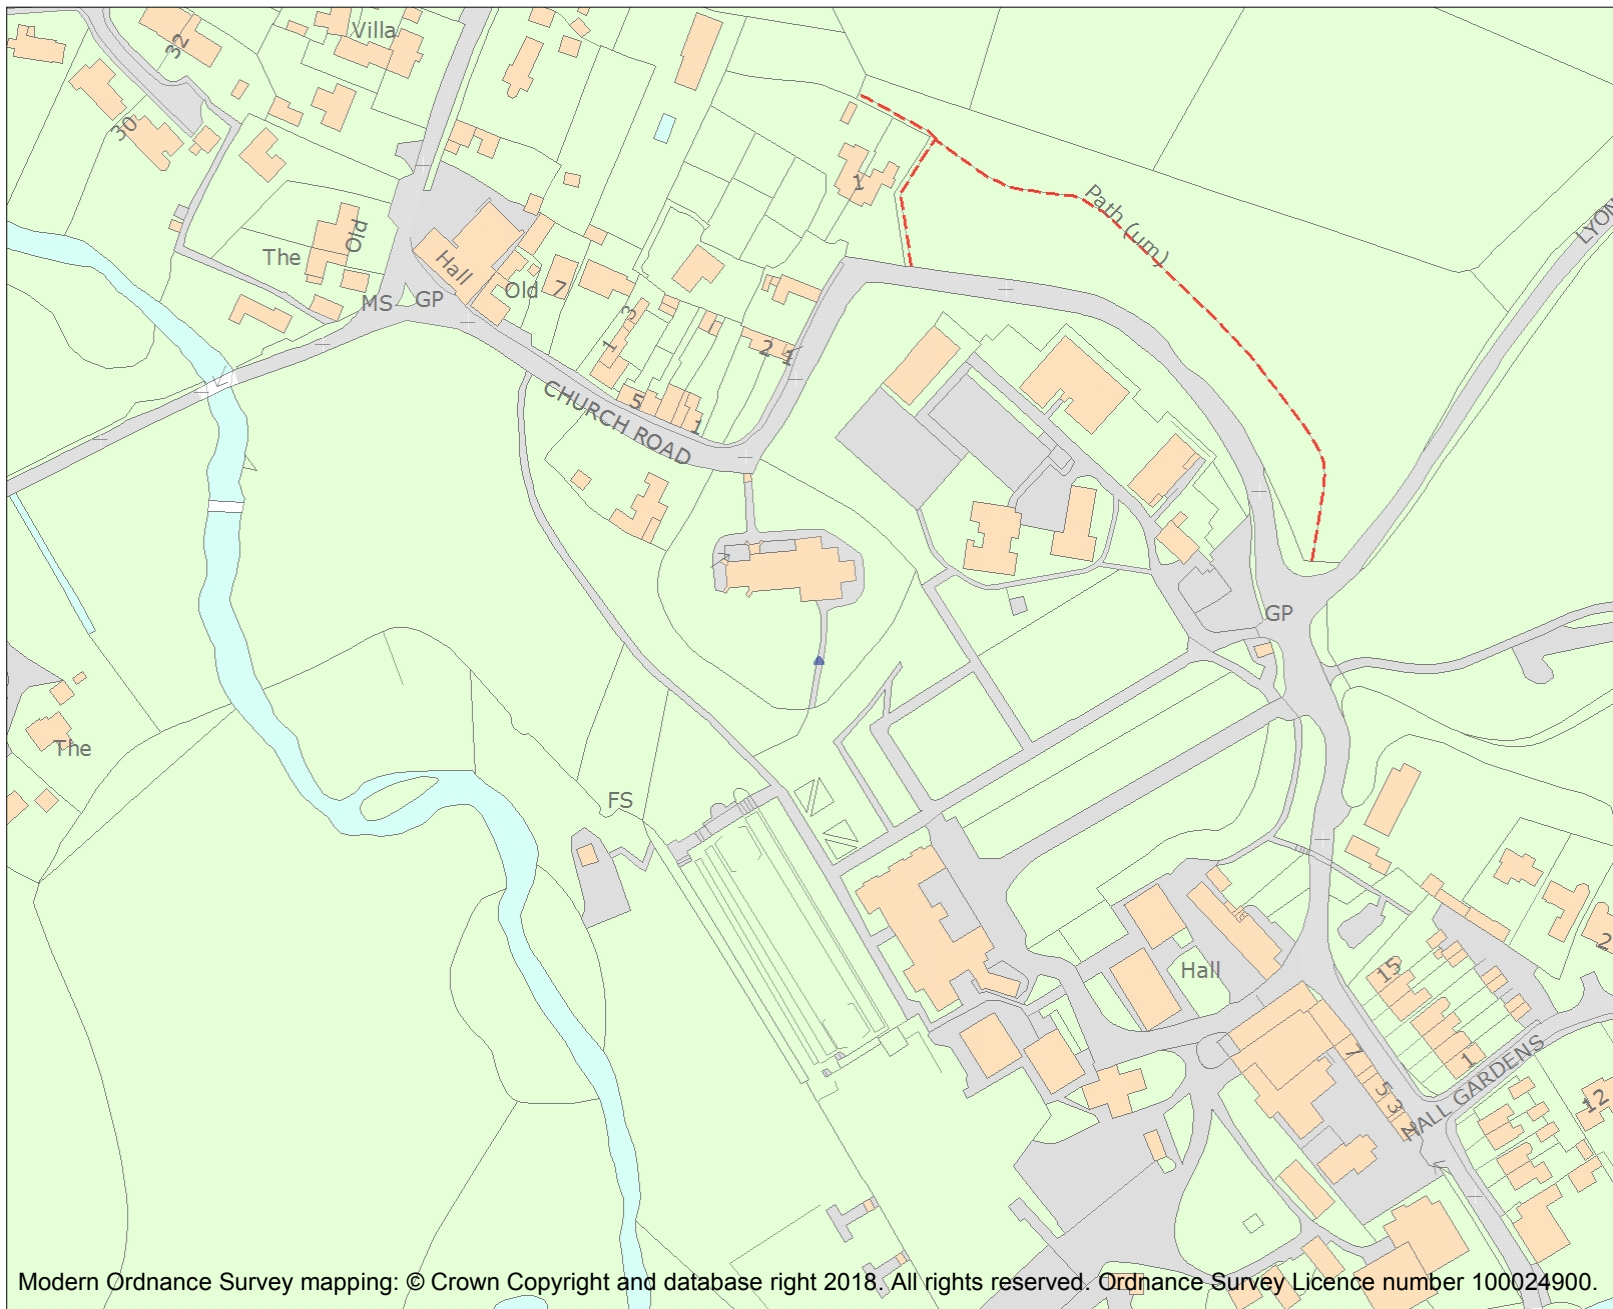 Villa
32
30
1
Path (um)
LYON
The
Old
Hall
MS
GP
Old
7
3
1
2
4
5
1
CHURCH ROAD
GP
The
FS
Hall
15
2
1
7
5
3
HALL GARDENS
12
Modern Ordnance Survey mapping: © Crown Copyright and database right 2018. All rights reserved. Ordnance Survey Licence number 100024900.